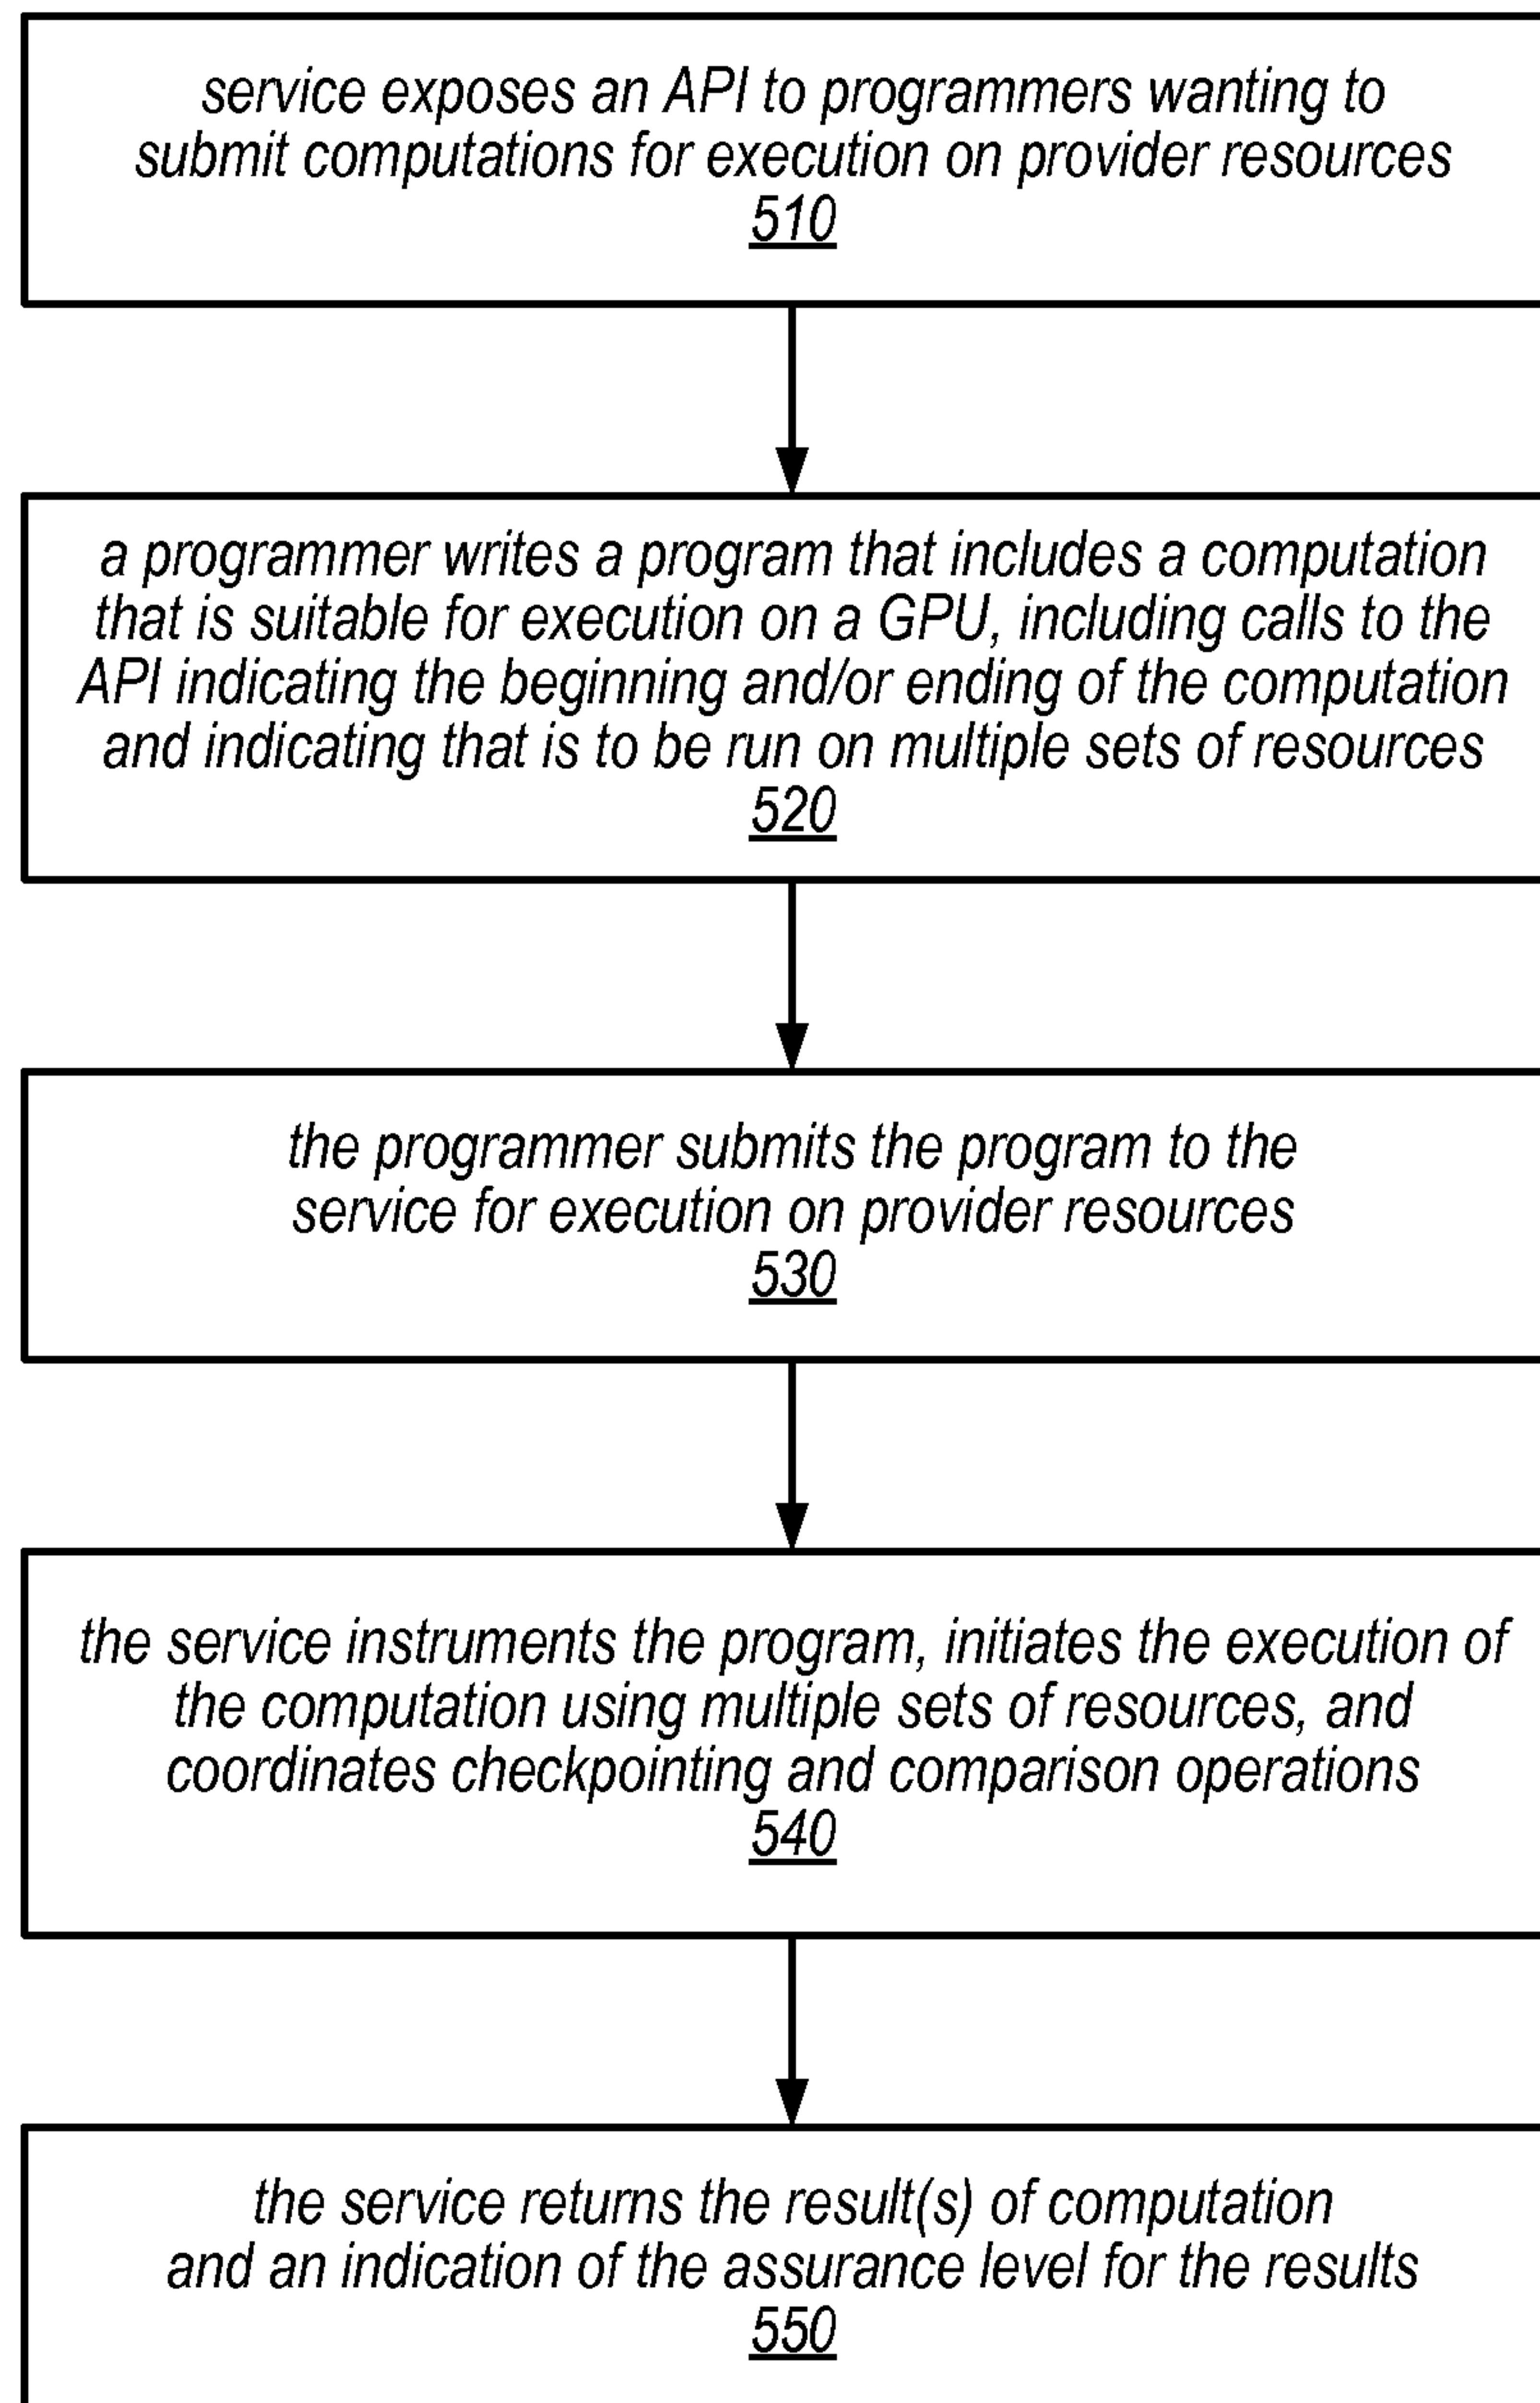 service exposes an API to programmers wanting to
submit computations for execution on provider resources
510
a programmer writes a program that includes a computation
that is suitable for execution on a GPU, including calls to the
API indicating the beginning and/or ending of the computation
and indicating that is to be run on multiple sets of resources
520
the programmer submits the program to the
service for execution on provider resources
530
the service instruments the program, initiates the execution of
the computation using multiple sets of resources, and
coordinates checkpointing and comparison operations
540
the service returns the result(s) of computation
and an indication of the assurance level for the results
550